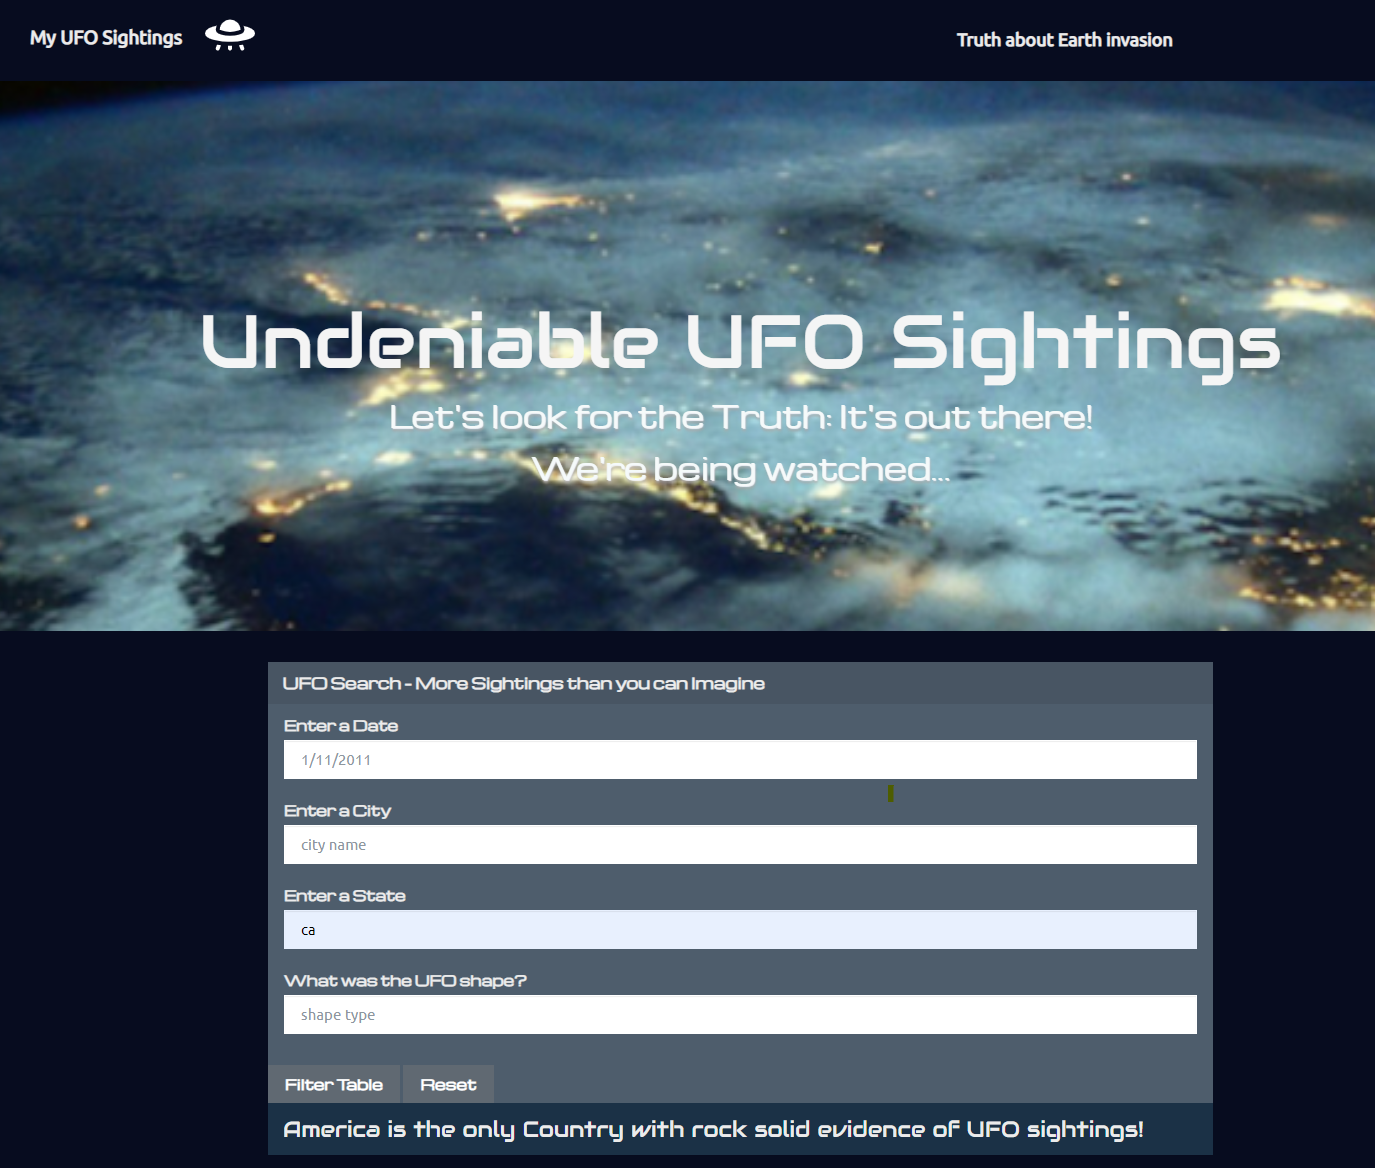 My UFO Sightings
Truth about Earth invasion
Undeniable UFO Sightings
Let's look for the Truth: It's out there!
We're being watched...
UFO Search - More Sightings than you can Imagine
Enter a Date
1/11/2011
Enter a City
city name
Enter a State
ca
What was the UFO shape?
shape type
Filter Table
Reset
America is the only Country with rock solid evidence of UFO sightings!